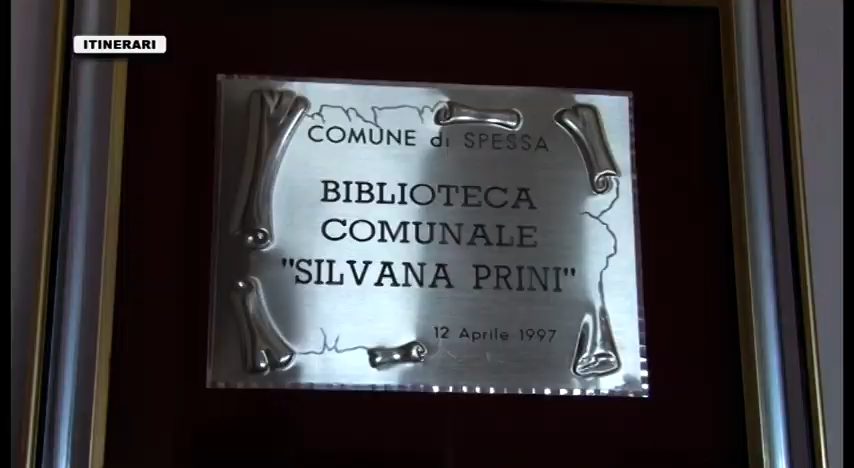 ITINERARI
COMUNE di SPESSA
BIBLIOTECA
COMUNALE
"SILVANA PRINI"
12 Aprile 1997